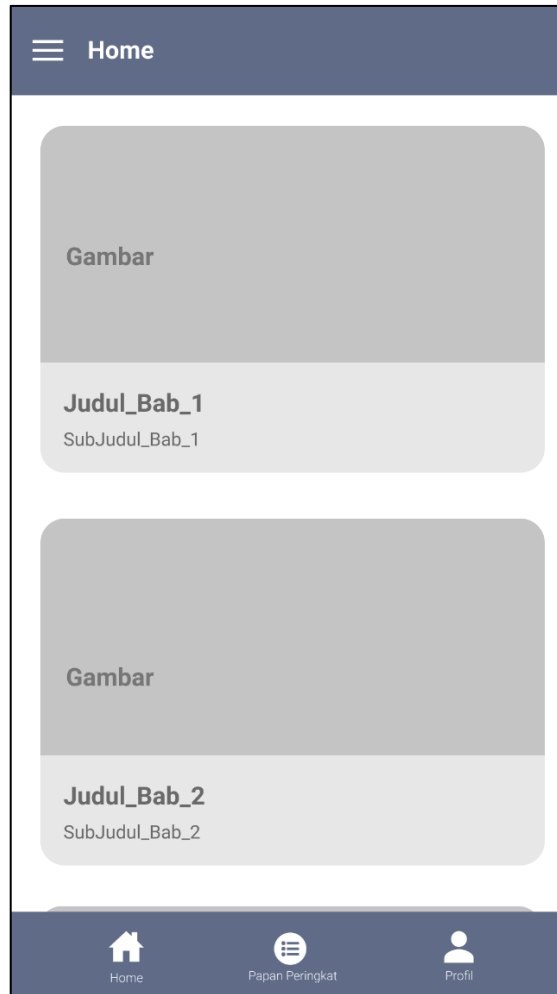 Home
Gambar
Judul_Bab_1
SubJudul_Bab_1
Gambar
Judul_Bab_2
SubJudul_Bab_2
Home
Papan Peringkat
Profil